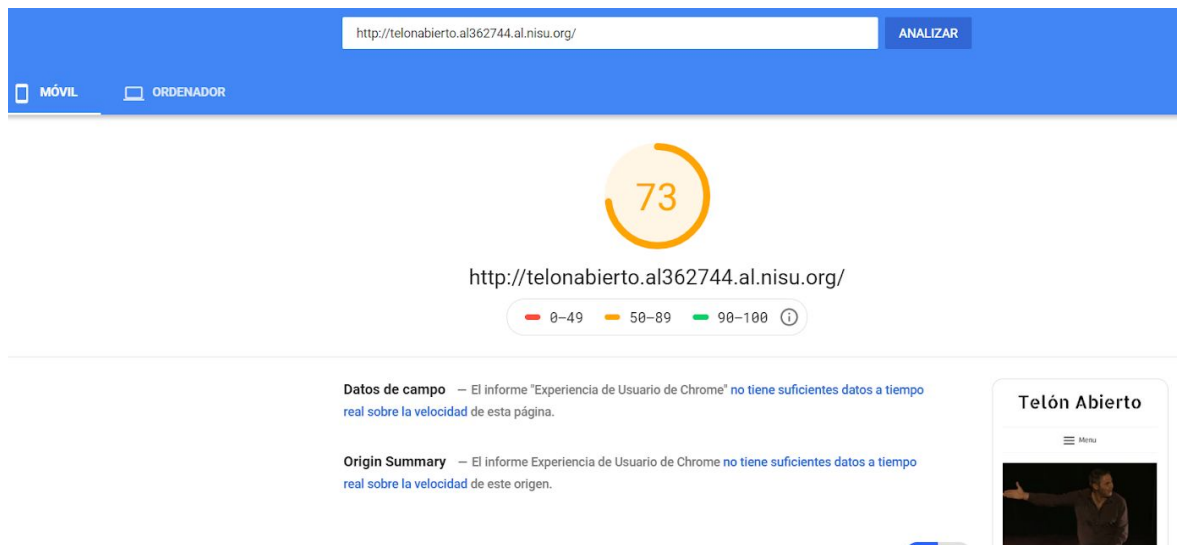 http://telonabierto.al362744.al.nisu.org/
ANALIZAR
MÓVIL
ORDENADOR
73
http://telonabierto.al362744.al.nisu.org/
0–49 50–89 90–100
Datos de campo — El informe "Experiencia de Usuario de Chrome" no tiene suficientes datos a tiempo
real sobre la velocidad de esta página.
Origin Summary — El informe Experiencia de Usuario de Chrome no tiene suficientes datos a tiempo
real sobre la velocidad de este origen.
Telón Abierto
Menu